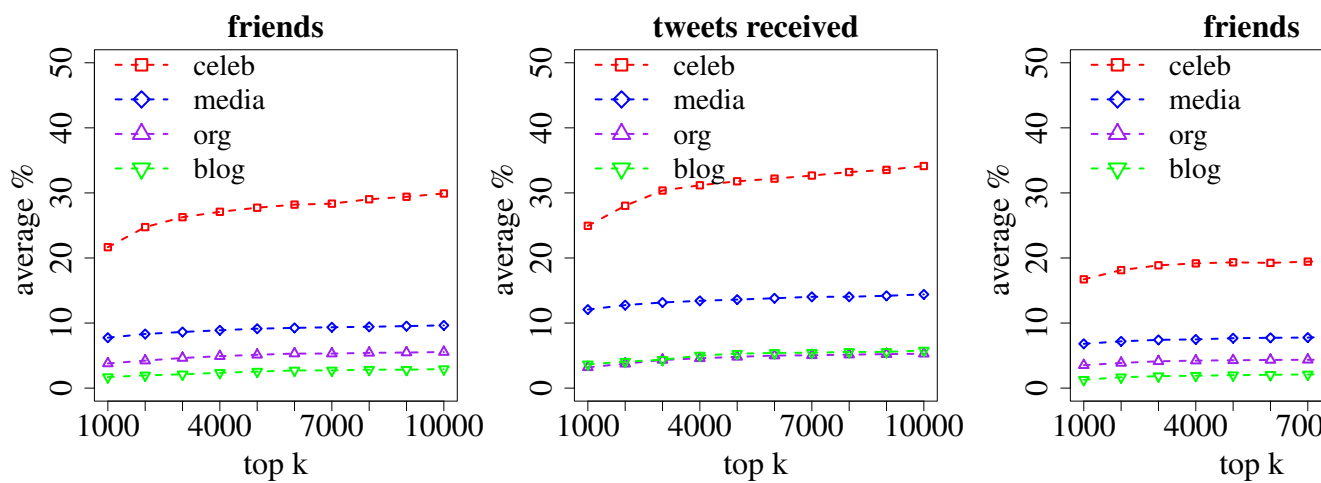 friends
average %
50
40
30
20
10
0
celeb
media
org
blog
1000 4000 7000 10000
top k
tweets received
average %
50
40
30
20
10
0
celeb
media
org
blog
1000 4000 7000 10000
top k
friends
average %
50
40
30
20
10
0
celeb
media
org
blog
1000 4000 700
top k